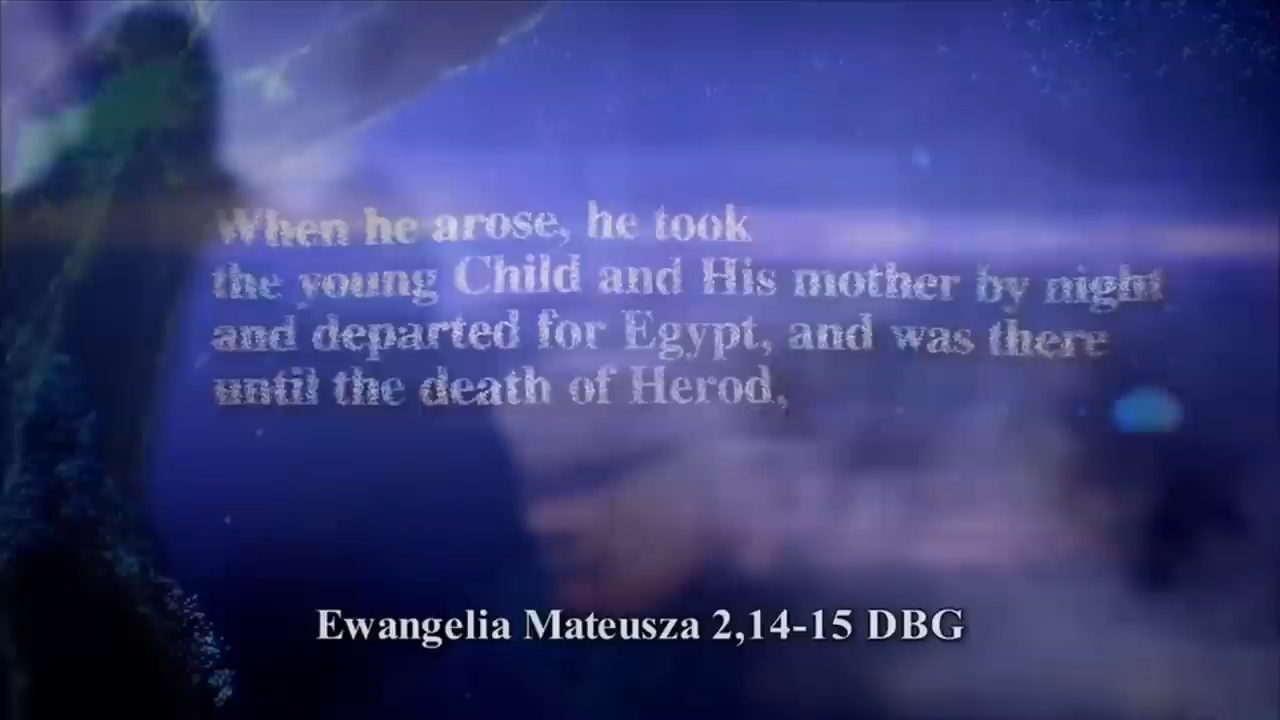 When he arose, he took
the young Child and His mother by night
and departed for Egypt, and was there
until the death of Herod,
Ewangelia Mateusza 2,14-15 DBG